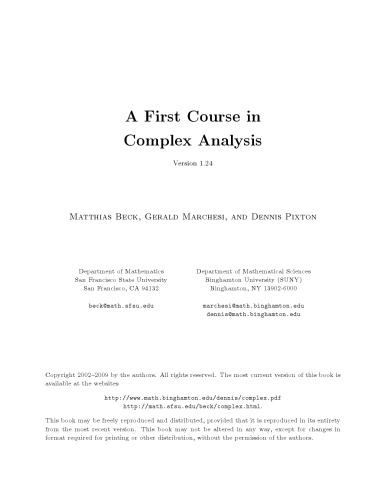 A First Course in
Complex Analysis
Version 1.24
Matthias Beck, Gerald Marchesi, and Dennis Pixton
Department of Mathematics
San Francisco State University
San Francisco, CA 94132
beck@math.sfsu.edu
Department of Mathematical Sciences
Binghamton University (SUNY)
Binghamton, NY 13902-6000
marchesi@math.binghamton.edu
dennis@math.binghamton.edu
Copyright 2002–2009 by the authors. All rights reserved. The most current version of this book is
available at the websites
http://www.math.binghamton.edu/dennis/complex.pdf
http://math.sfsu.edu/beck/complex.html.
This book may be freely reproduced and distributed, provided that it is reproduced in its entirety
from the most recent version. This book may not be altered in any way, except for changes in
format required for printing or other distribution, without the permission of the authors.